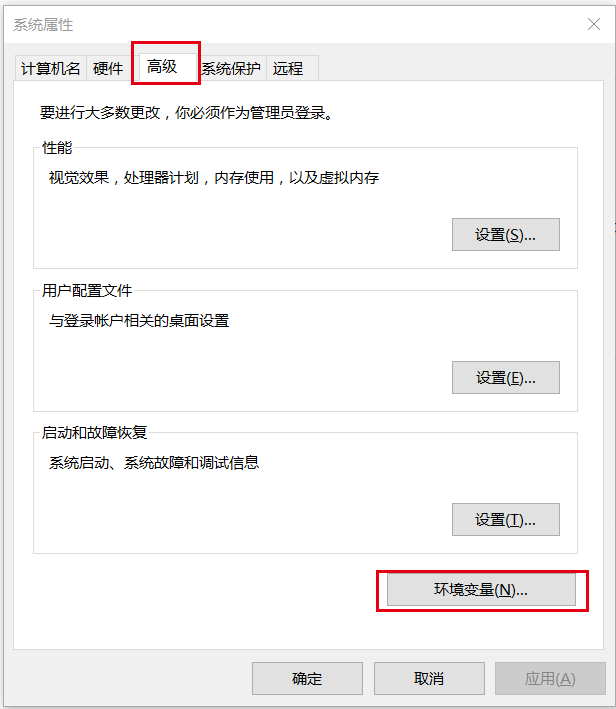 系统属性
计算机名 硬件 高级 系统保护 远程
要进行大多数更改，你必须作为管理员登录。
性能
视觉效果，处理器计划，内存使用，以及虚拟内存
设置(S)...
用户配置文件
与登录帐户相关的桌面设置
设置(E)...
启动和故障恢复
系统启动、系统故障和调试信息
设置(T)...
环境变量(N)...
确定 取消 应用(A)